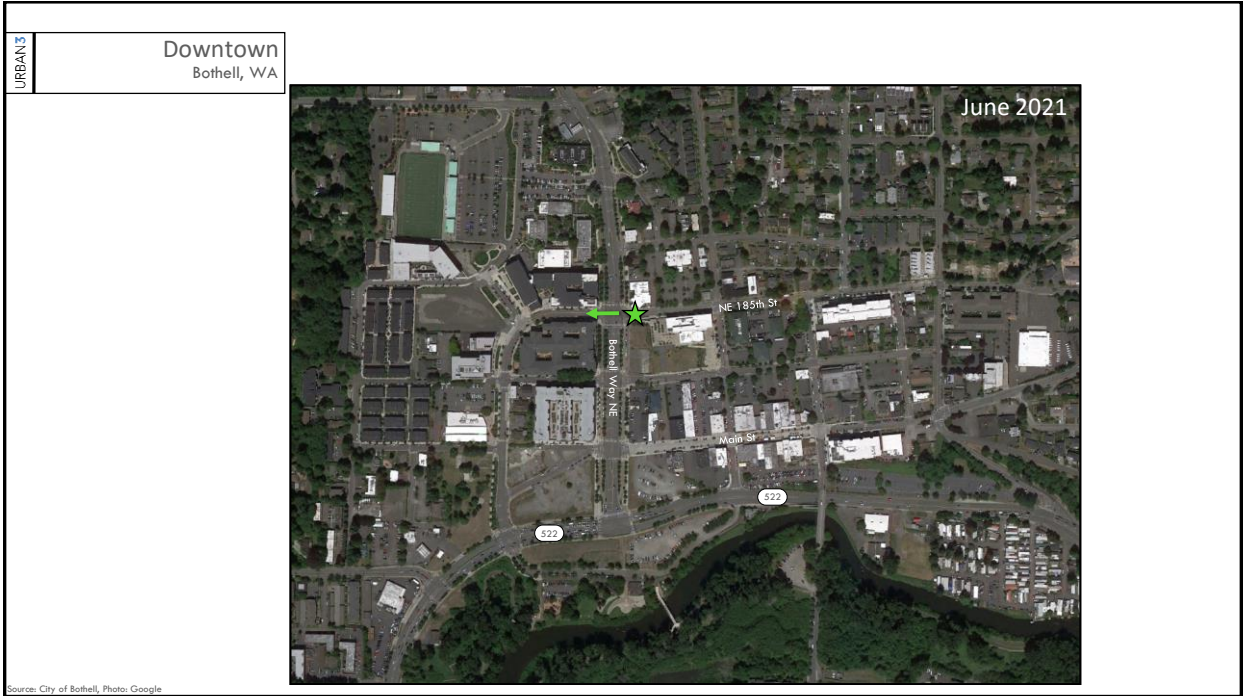 URBAN3
Downtown
Bothell, WA
June 2021
NE 185th St
Bothell Way NE
Main St
522
522
Source: City of Bothell, Photo: Google